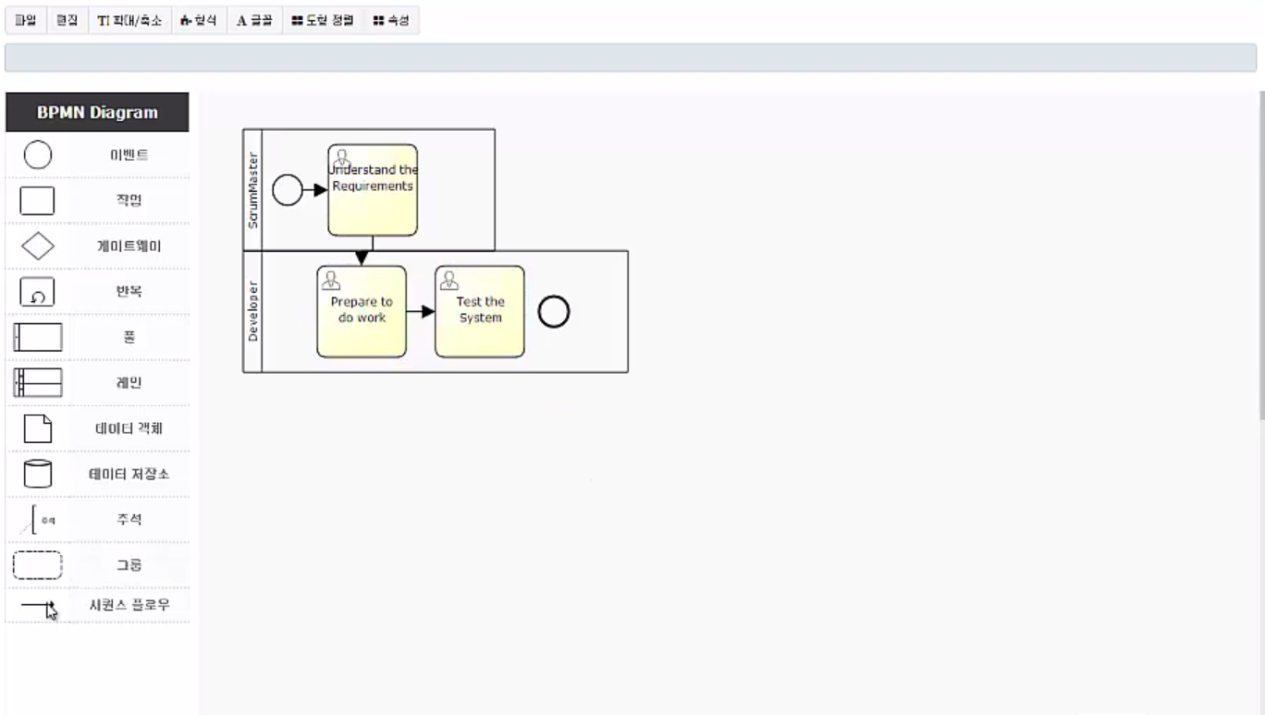 파일 편집 TI 확대/축소 형식 A 글꼴 도형 정렬 속성
BPMN Diagram
이벤트
작업
게이트웨이
반복
풀
레인
데이터 객체
데이터 저장소
주석
주석
그룹
시퀀스 플로우
ScrumMaster
Understand the
Requirements
Developer
Prepare to
do work
Test the
System